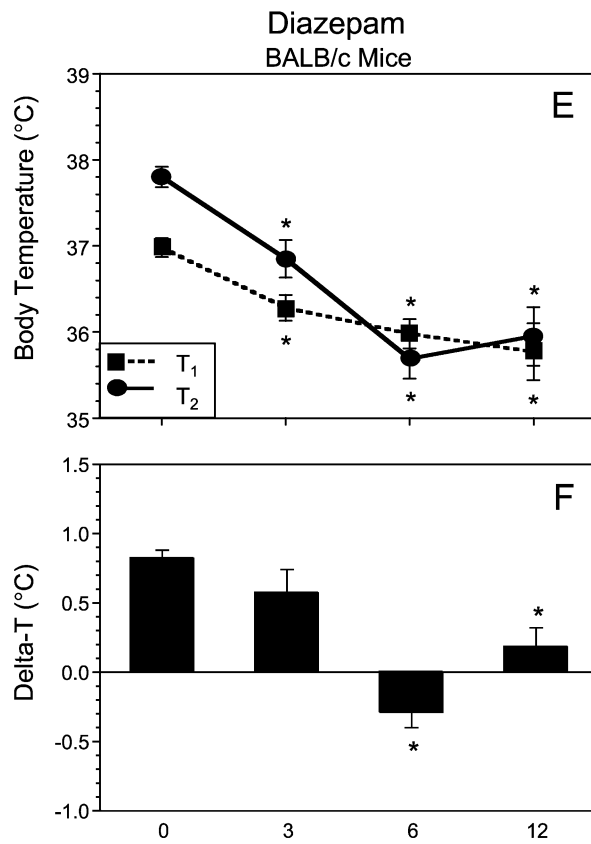 Diazepam
BALB/c Mice
E
Body Temperature (°C)
39
38
37
36
35
* * *
* * *
T1
T2
F
Delta-T (°C)
1.5
1.0
0.5
0.0
-0.5
-1.0
*
*
0 3 6 12